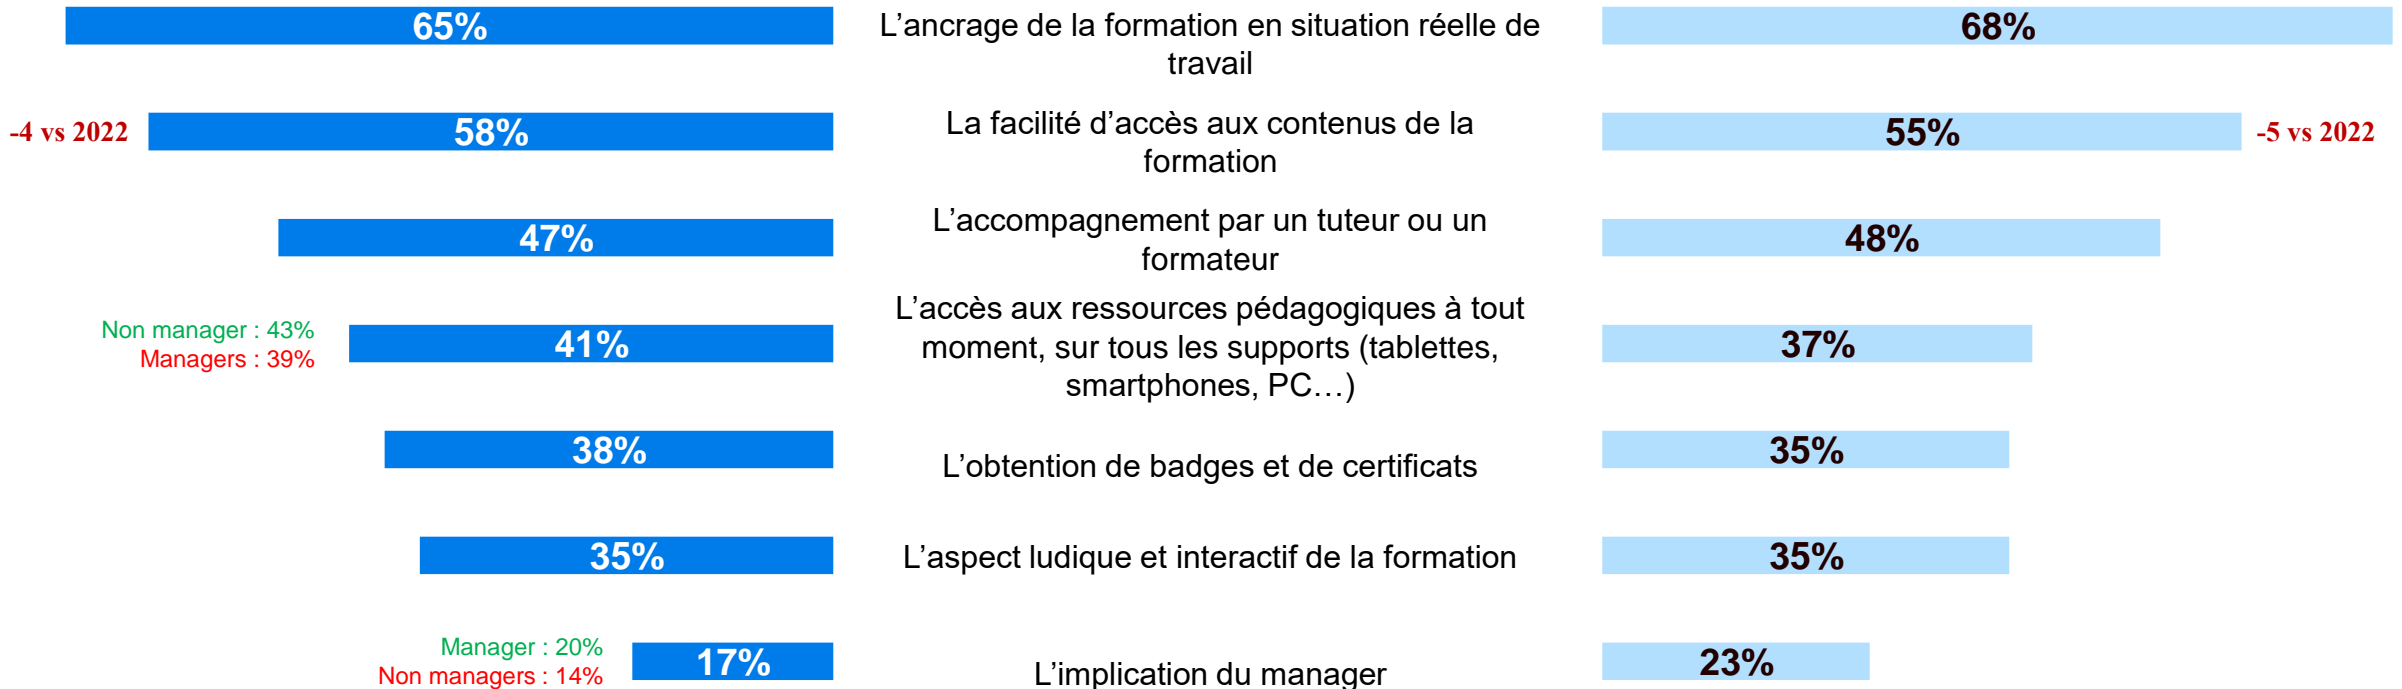 65%
L’ancrage de la formation en situation réelle de
travail
68%
-4 vs 2022
58%
La facilité d’accès aux contenus de la
formation
55%
-5 vs 2022
47%
L’accompagnement par un tuteur ou un
formateur
48%
Non manager : 43%
Managers : 39%
41%
L’accès aux ressources pédagogiques à tout
moment, sur tous les supports (tablettes,
smartphones, PC…)
37%
38%
L’obtention de badges et de certificats
35%
35%
L’aspect ludique et interactif de la formation
35%
Manager : 20%
Non managers : 14%
17%
L’implication du manager
23%